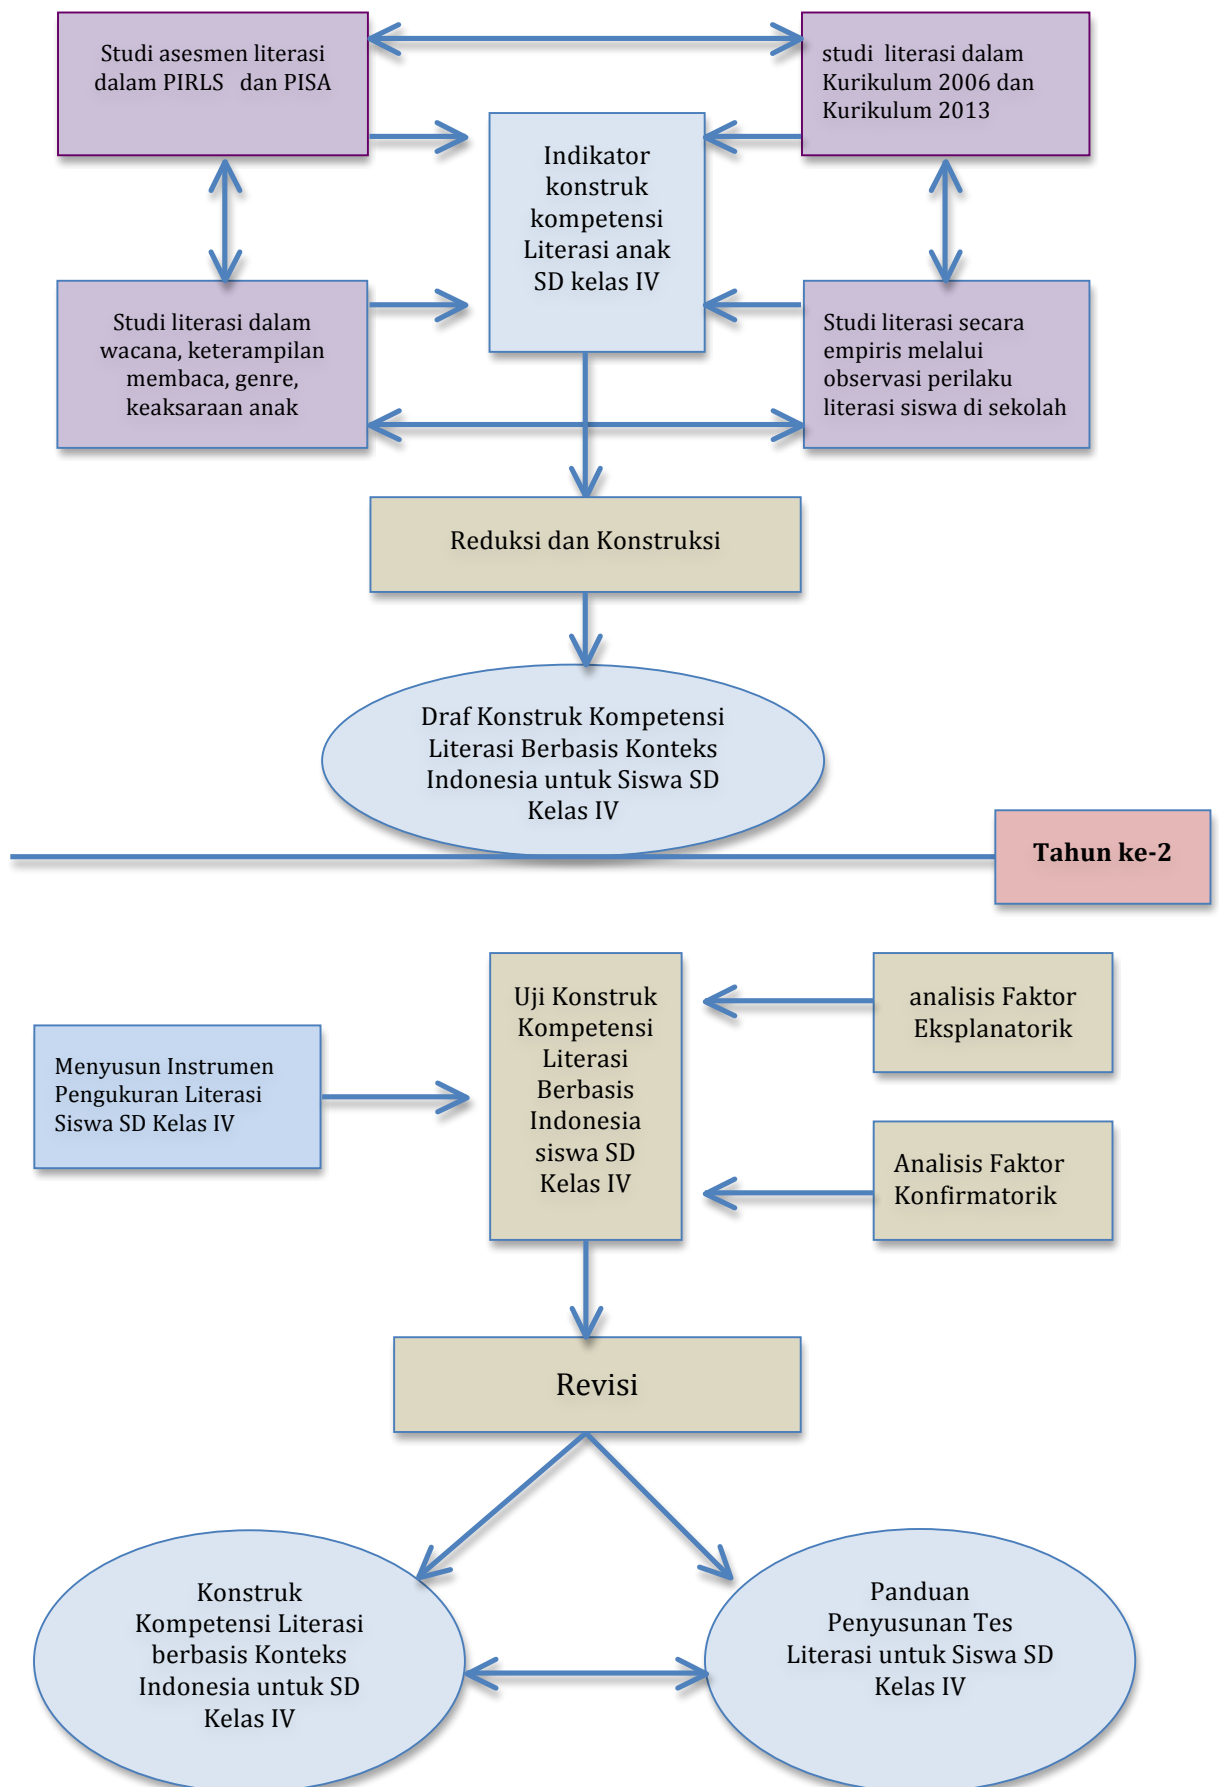 Studi asesmen literasi
dalam PIRLS dan PISA
studi literasi dalam
Kurikulum 2006 dan
Kurikulum 2013
Indikator
konstruk
kompetensi
Literasi anak
SD kelas IV
Studi literasi dalam
wacana, keterampilan
membaca, genre,
keaksaraan anak
Studi literasi secara
empiris melalui
observasi perilaku
literasi siswa di sekolah
Reduksi dan Konstruksi
Draf Konstruk Kompetensi
Literasi Berbasis Konteks
Indonesia untuk Siswa SD
Kelas IV
Tahun ke-2
Uji Konstruk
Kompetensi
Literasi
Berbasis
Indonesia
siswa SD
Kelas IV
analisis Faktor
Eksplanatorik
Menyusun Instrumen
Pengukuran Literasi
Siswa SD Kelas IV
Analisis Faktor
Konfirmatorik
Revisi
Konstruk
Kompetensi Literasi
berbasis Konteks
Indonesia untuk SD
Kelas IV
Panduan
Penyusunan Tes
Literasi untuk Siswa SD
Kelas IV